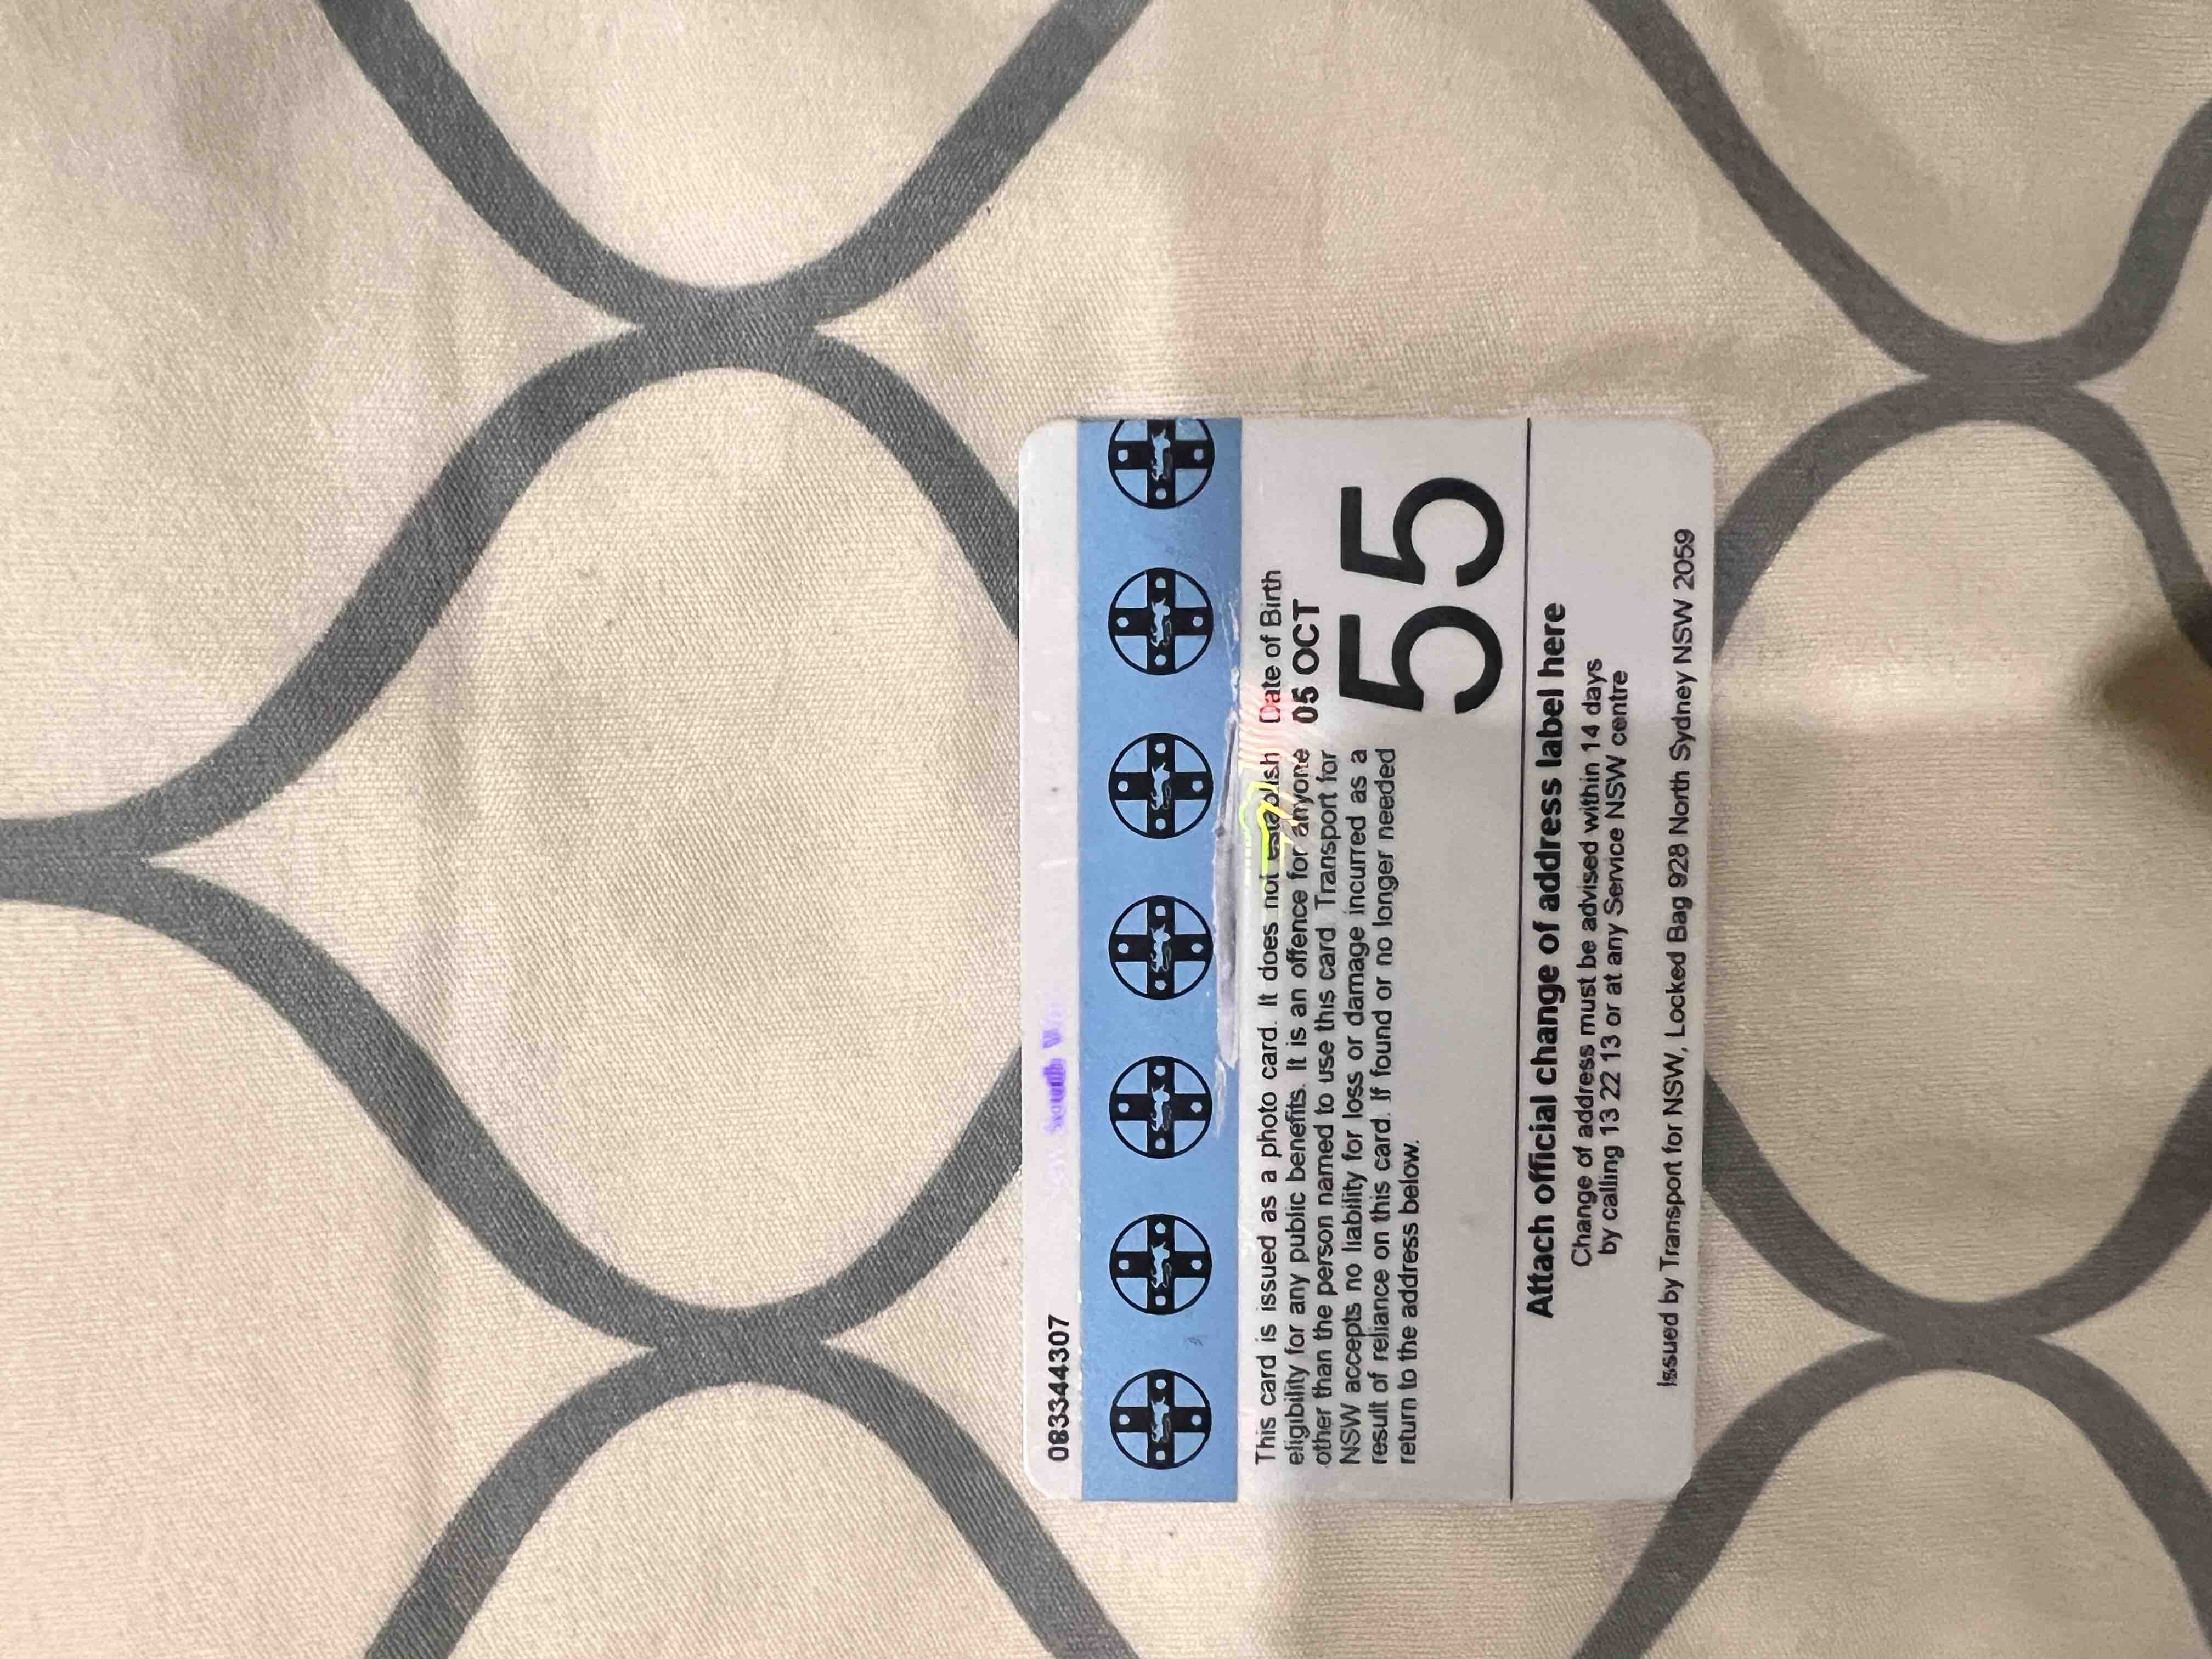 083344307
South W
This card is issued as a photo card. It does not establish
eligibility for any public benefits. It is an offence for anyone
other than the person named to use this card. Transport for
NSW accepts no liability for loss or damage incurred as a
result of reliance on this card. If found or no longer needed
return to the address below.
Date of Birth
05 OCT
55
Attach official change of address label here
Change of address must be advised within 14 days
by calling 13 22 13 or at any Service NSW centre
Issued by Transport for NSW, Locked Bag 928 North Sydney NSW 2059